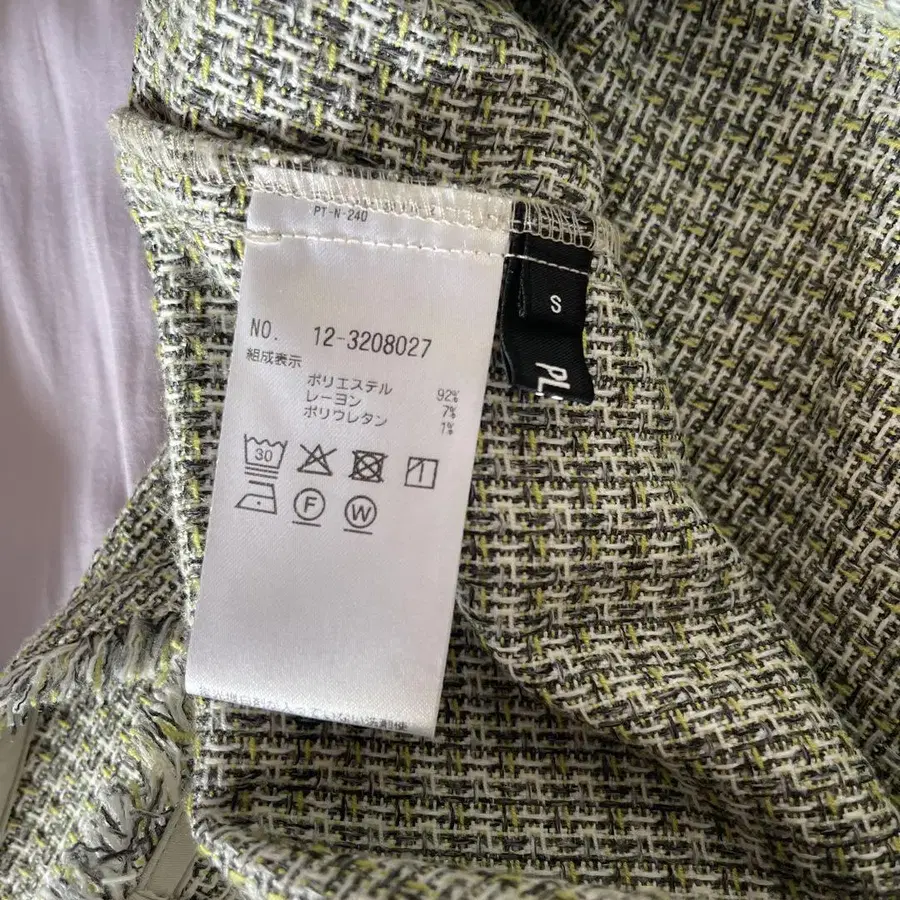 PT-N-240
S
PL
NO. 12-3208027
組成表示
ポリエステル 92%
レーヨン 7%
ポリウレタン 1%
30
F W